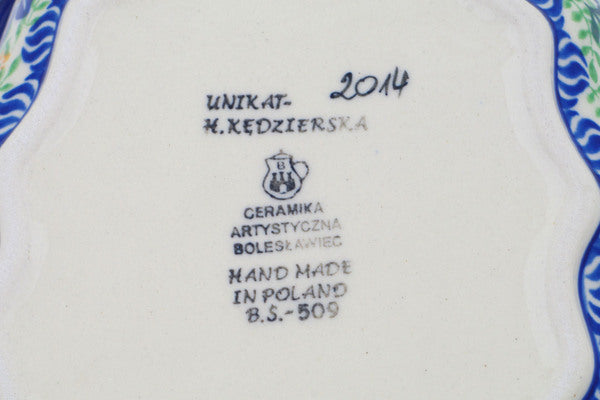 UNIKAT- 2014
H.KĘDZIERSKA
B
CERAMIKA
ARTYSTYCZNA
BOLESŁAWIEC
HAND MADE
IN POLAND
B.Ś.-509